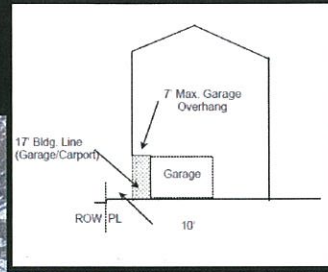 7' Max. Garage
Overhang
17' Bldg. Line
(Garage/Carport)
Garage
ROW PL
10'